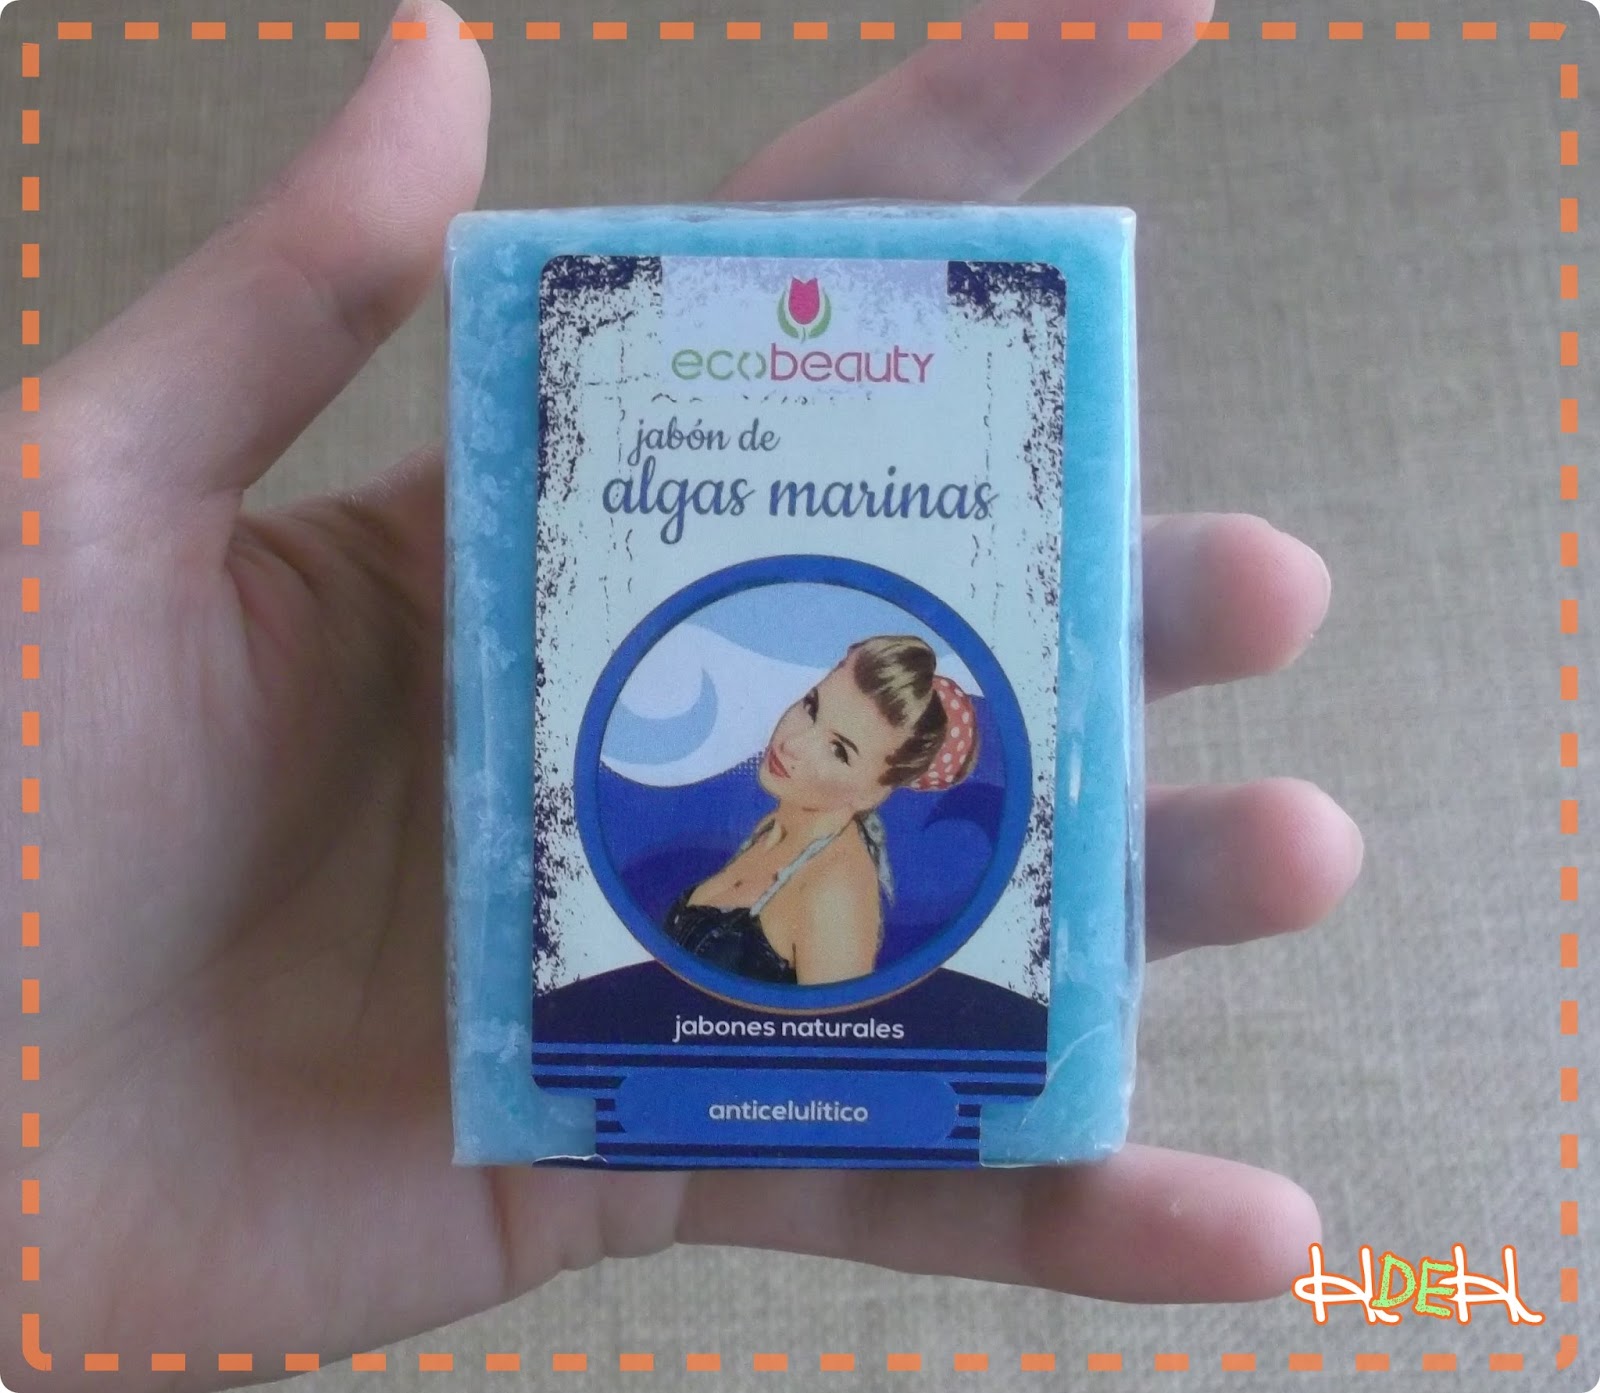 ecobeauty
jabón de
algas marinas
jabones naturales
anticelulítico
HDEH